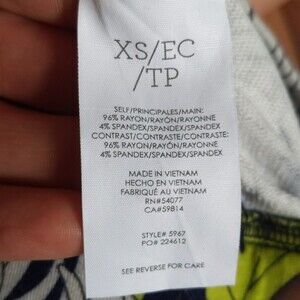 XS/EC
/TP
SELF/PRINCIPALES/MAIN:
96% RAYON/RAYÓN/RAYONNE
4% SPANDEX/SPANDEX/SPANDEX
CONTRAST/CONTRASTE/CONTRASTE:
96% RAYON/RAYÓN/RAYONNE
4% SPANDEX/SPANDEX/SPANDEX
MADE IN VIETNAM
HECHO EN VIETNAM
FABRIQUÉ AU VIETNAM
RN#54077
CA#59814
STYLE# 5967
PO# 224612
SEE REVERSE FOR CARE